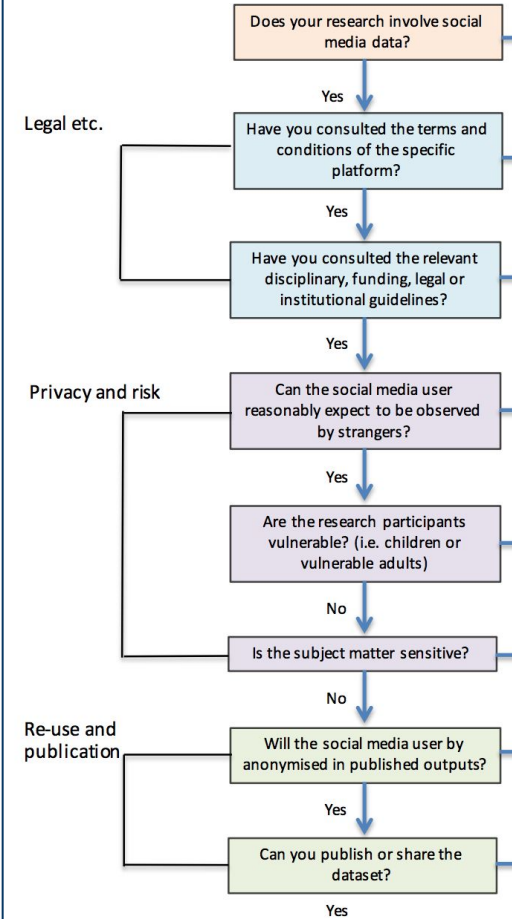 Does your research involve social
media data?
Yes
Legal etc.
Have you consulted the terms and
conditions of the specific
platform?
Yes
Have you consulted the relevant
disciplinary, funding, legal or
institutional guidelines?
Yes
Privacy and risk
Can the social media user
reasonably expect to be observed
by strangers?
Yes
Are the research participants
vulnerable? (i.e. children or
vulnerable adults)
No
Is the subject matter sensitive?
No
Re-use and
publication
Will the social media user by
anonymised in published outputs?
Yes
Can you publish or share the
dataset?
Yes